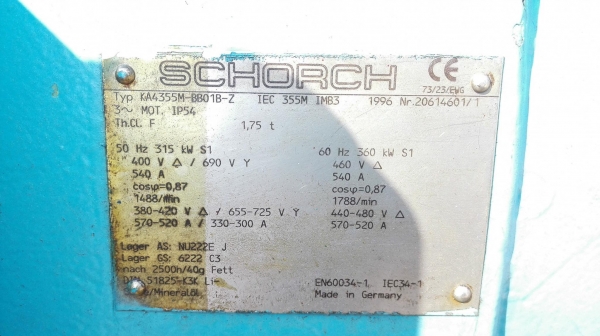 SCHORCH
CE
73/23/EWG
Typ KA4355M-BB01B-Z IEC 355M IMB3 1996 Nr. 20614601/1
3~ MOT. IP54
Th.CL. F 1,75 t
50 Hz 315 kW S1 60 Hz 360 kW S1
400 V △ / 690 V Y 460 V △
540 A 540 A
cosφ=0,87 cosφ=0,87
1488/min 1788/min
380-420 V △ / 655-725 V Y 440-480 V △
570-520 A / 330-300 A 570-520 A
Lager AS: NU222E J
Lager GS: 6222 C3
nach 2500h/40g Fett
DIN 51825-K3K Li- EN60034-1 IEC34-1
/Mineralöl Made in Germany